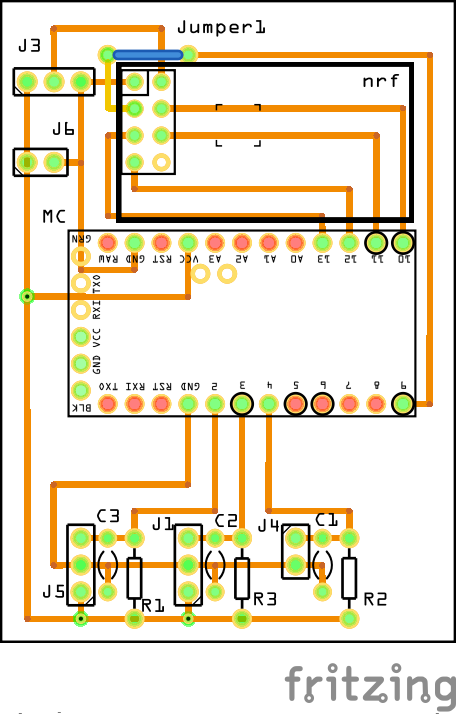 Jumper1
J3
nrf
J6
MC
GRN
RAW GND RST VCC A3 A2 A1 A0 13 12 11 10
TXO
RXI
VCC
GND
BLK
TXO RXI RST GND 2 3 4 5 6 7 8 9
C3 J1 C2 J4 C1
J5 R1 R3 R2
fritzing